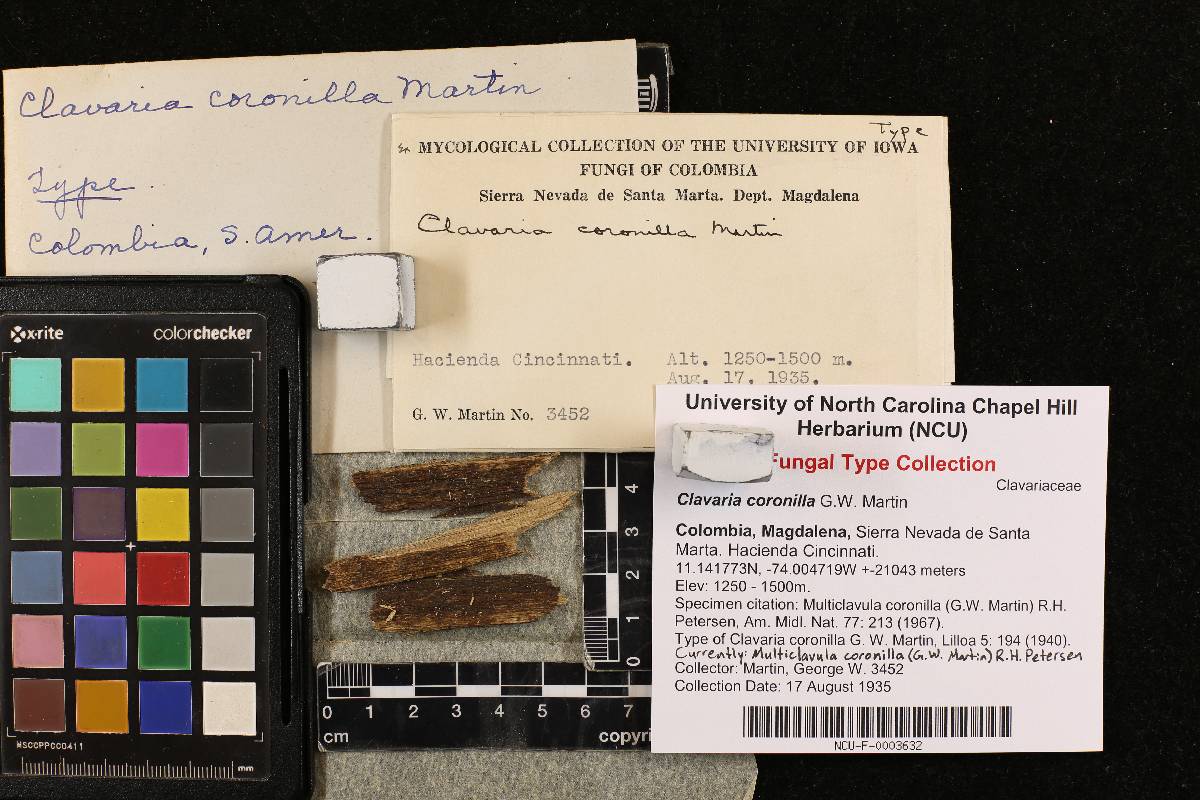 Clavaria coronilla Martin
Type.
Colombia, S. Amer.
Type
MYCOLOGICAL COLLECTION OF THE UNIVERSITY OF IOWA
FUNGI OF COLOMBIA
Sierra Nevada de Santa Marta. Dept. Magdalena
Clavaria coronilla Martin
Hacienda Cincinnati. Alt. 1250-1500 m.
Aug. 17, 1935.
G. W. Martin No. 3452
x·rite colorchecker
MSCCPPCC0411
mm
4
3
2
1
0
0 1 2 3 4 5 6 7
cm copyri
University of North Carolina Chapel Hill
Herbarium (NCU)
Fungal Type Collection
Clavariaceae
Clavaria coronilla G.W. Martin
Colombia, Magdalena, Sierra Nevada de Santa
Marta. Hacienda Cincinnati.
11.141773N, -74.004719W +-21043 meters
Elev: 1250 - 1500m.
Specimen citation: Multiclavula coronilla (G.W. Martin) R.H.
Petersen, Am. Midl. Nat. 77: 213 (1967).
Type of Clavaria coronilla G. W. Martin, Lilloa 5: 194 (1940).
Currently: Multiclavula coronilla (G.W. Martin) R.H. Petersen
Collector: Martin, George W. 3452
Collection Date: 17 August 1935
NCU-F-0003632